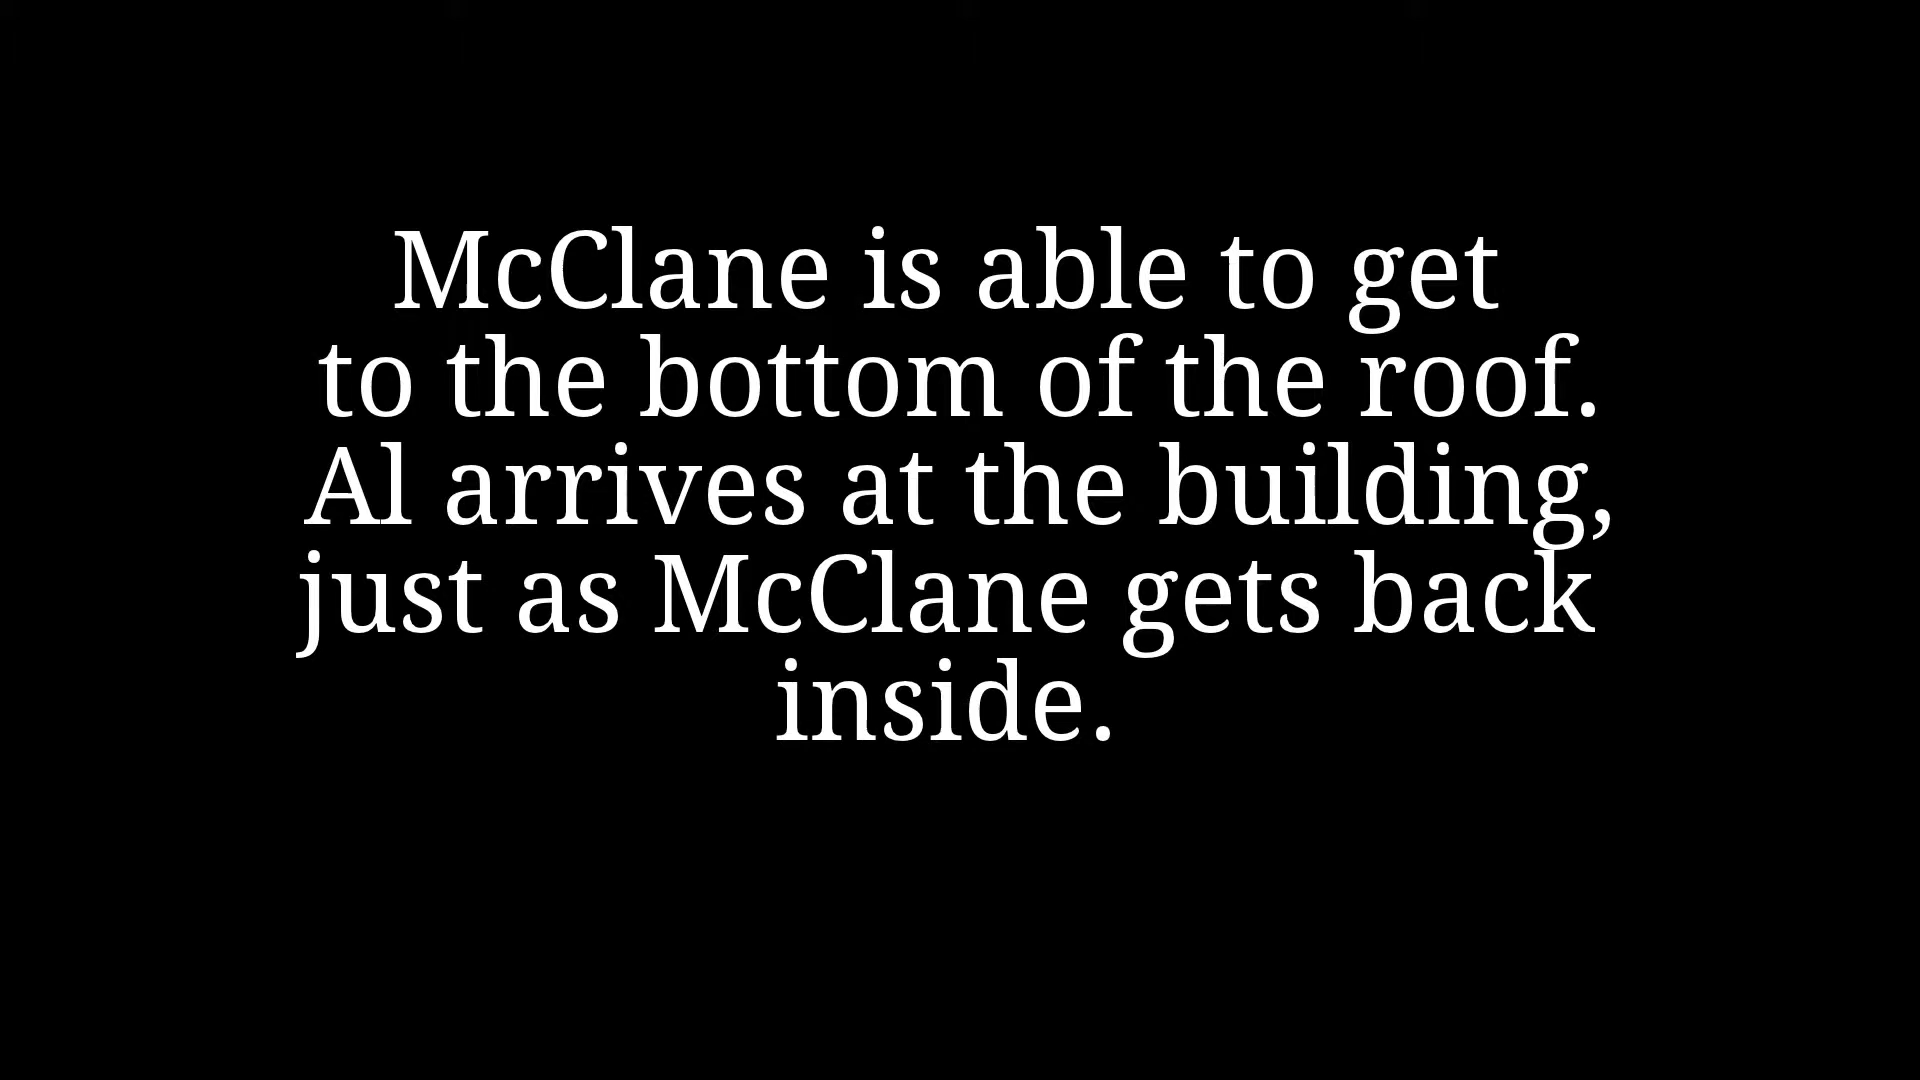 McClane is able to get
to the bottom of the roof.
Al arrives at the building,
just as McClane gets back
inside.